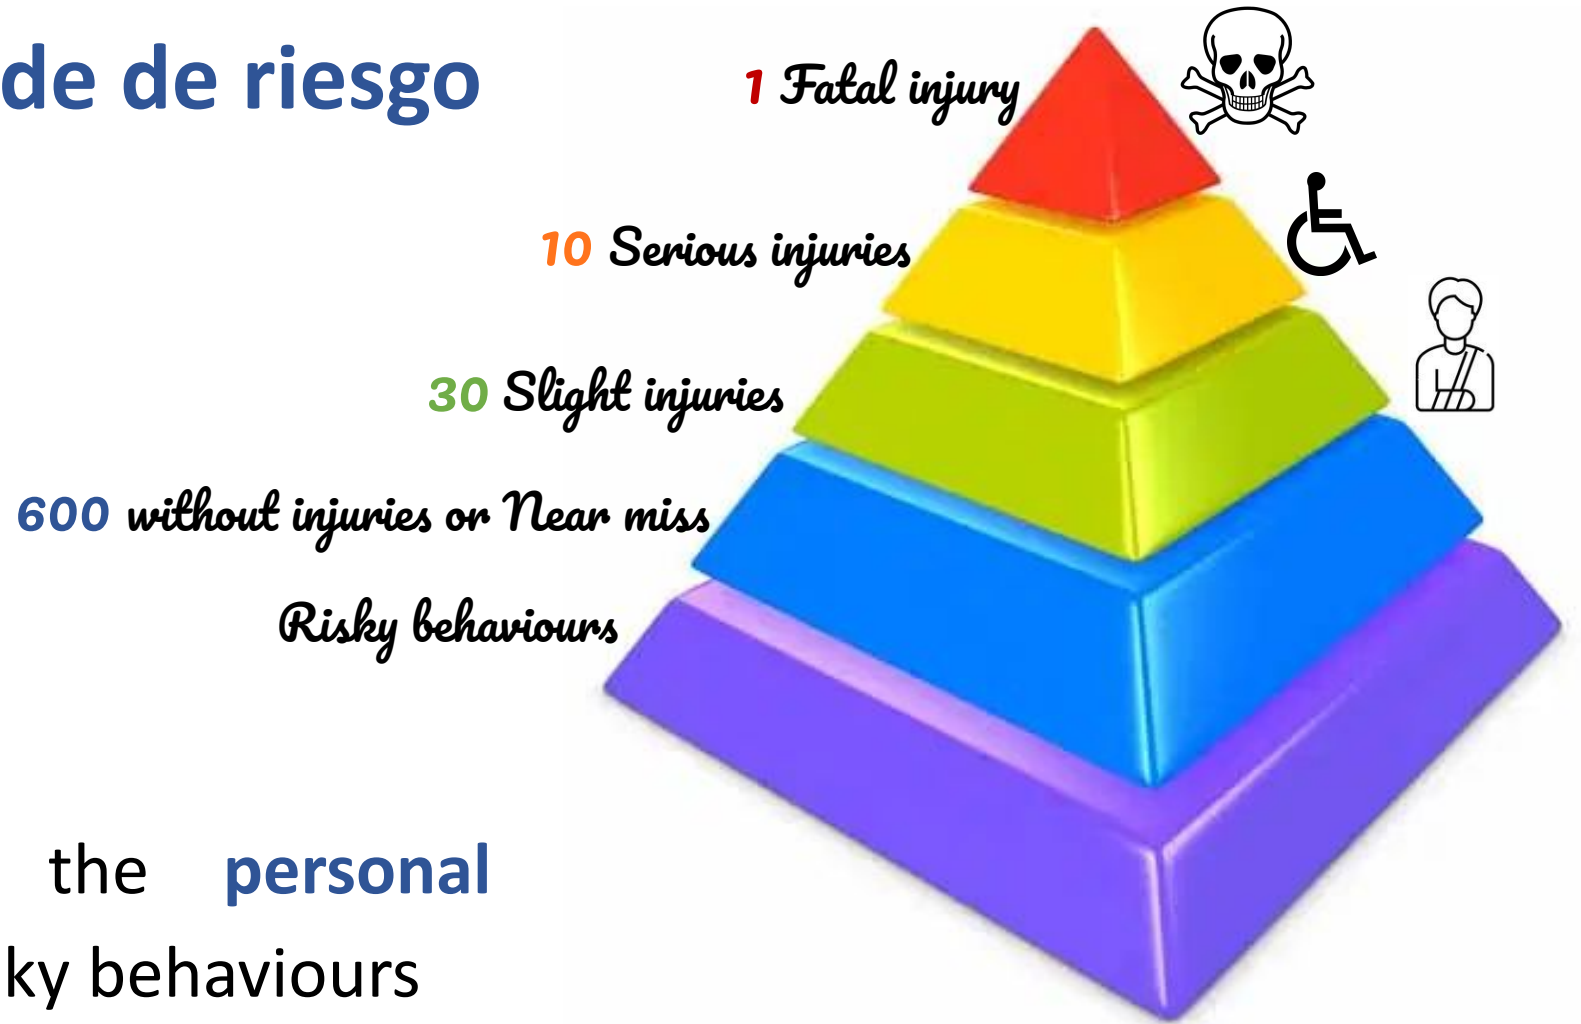 de de riesgo
1 Fatal injury
10 Serious injuries
30 Slight injuries
600 without injuries or Near miss
Risky behaviours
the personal
ky behaviours